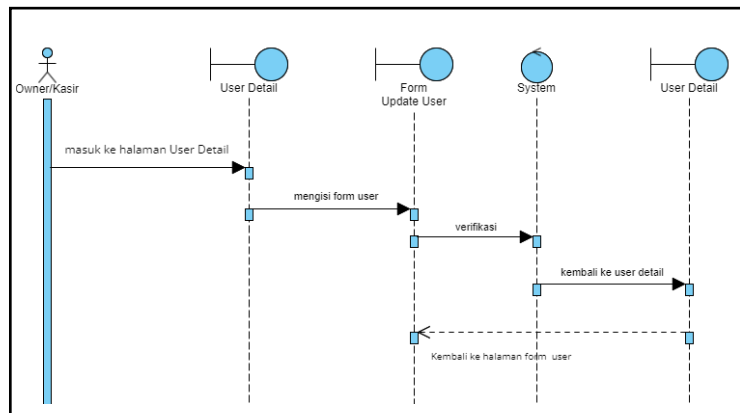 Owner/Kasir
User Detail
Form
Update User
System
User Detail
masuk ke halaman User Detail
mengisi form user
verifikasi
kembali ke user detail
Kembali ke halaman form user